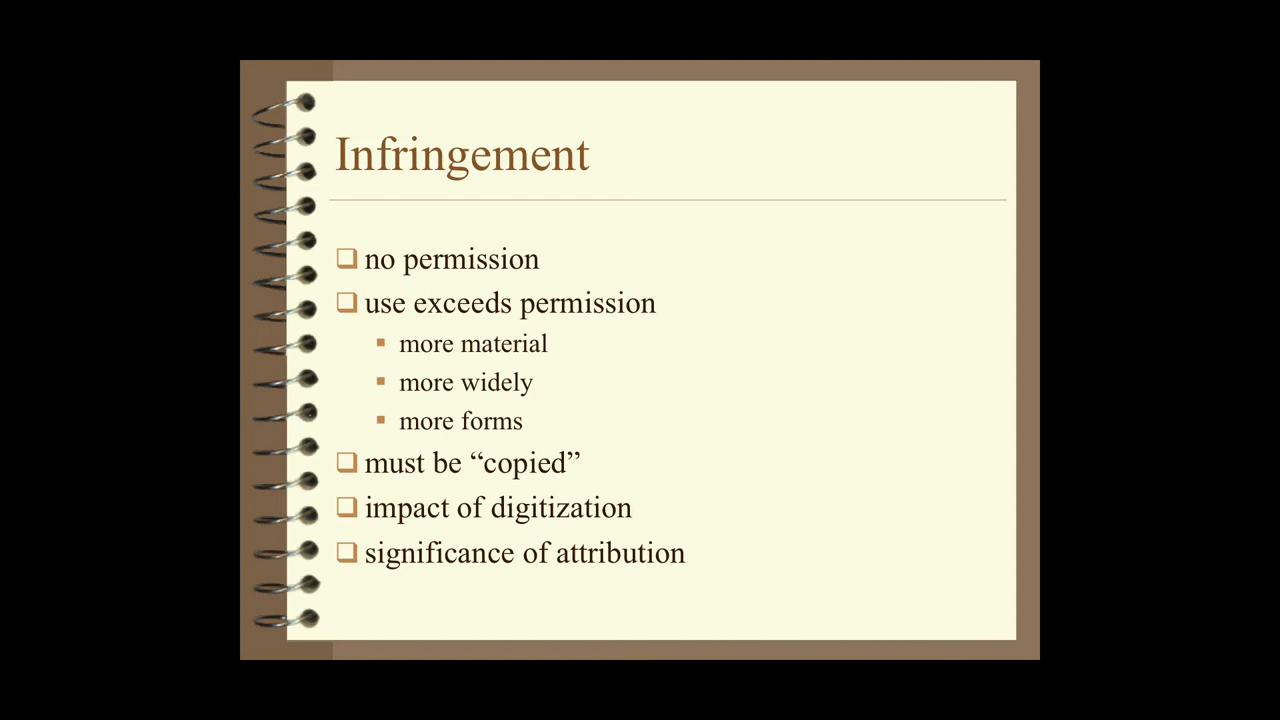 Infringement
no permission
use exceeds permission
more material
more widely
more forms
must be “copied”
impact of digitization
significance of attribution